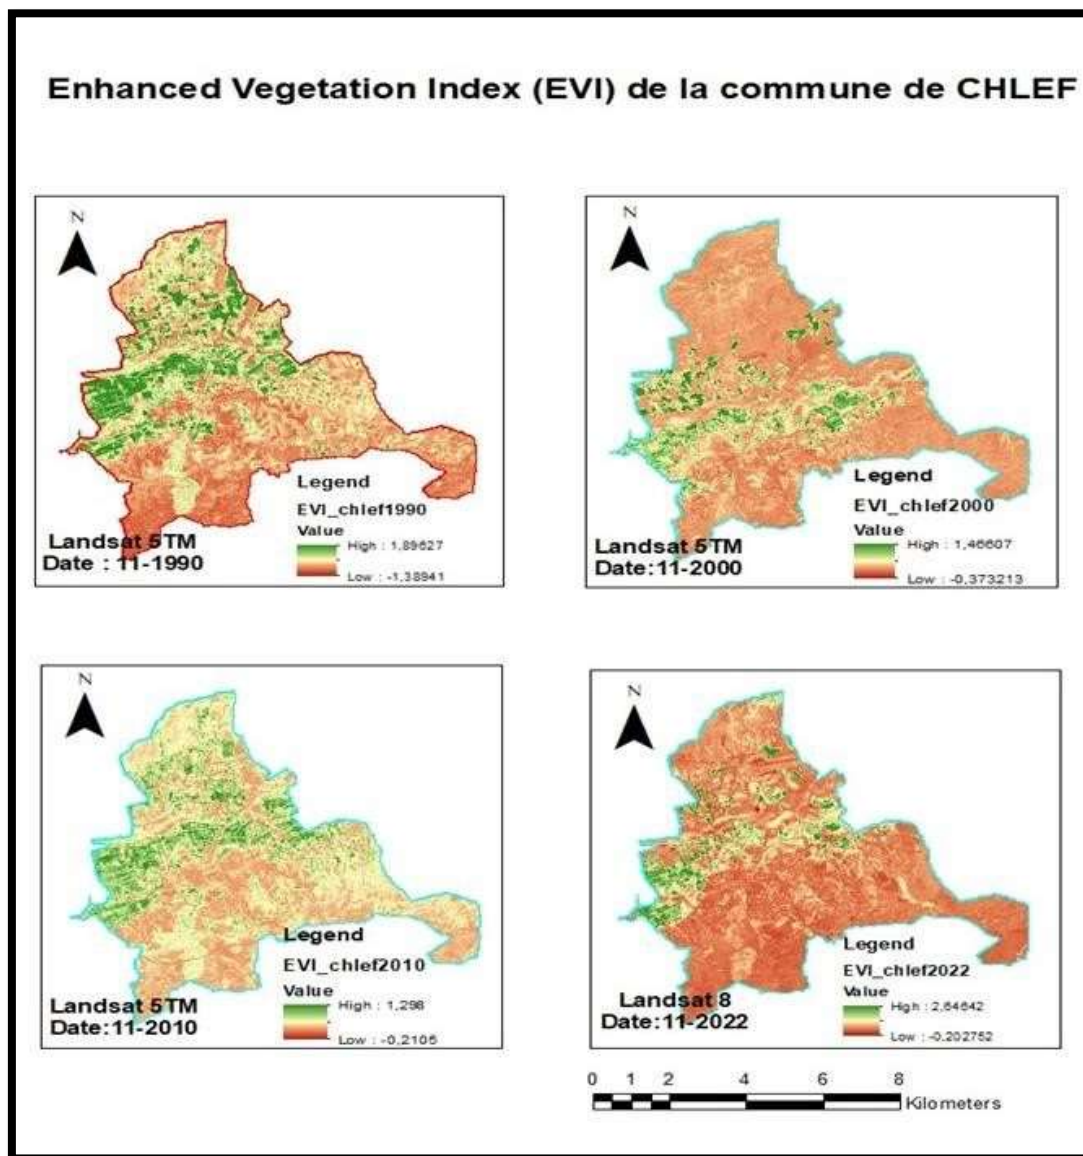 Enhanced Vegetation Index (EVI) de la commune de CHLEF
N
Legend
EVI_chlef1990
Value
High : 1,89627
Low : -1,38941
Landsat 5TM
Date : 11-1990
N
Legend
EVI_chlef2000
Value
High : 1,46607
Low : -0,373213
Landsat 5TM
Date:11-2000
N
Legend
EVI_chlef2010
Value
High : 1,298
Low : -0,2105
Landsat 5TM
Date:11-2010
N
Legend
EVI_chlef2022
Value
High : 2,64642
Low : -0,202752
Landsat 8
Date:11-2022
0 1 2 4 6 8
Kilometers